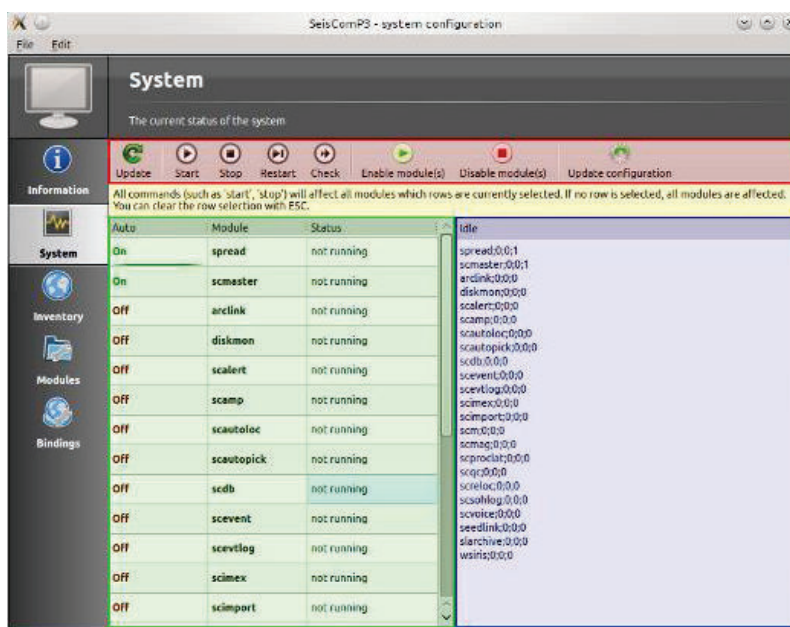 SeisComP3 - system configuration
File Edit
System
The current status of the system
Information
System
Inventory
Modules
Bindings
Update Start Stop Restart Check Enable module(s) Disable module(s) Update configuration
All commands (such as 'start', 'stop') will affect all modules which rows are currently selected. If no row is selected, all modules are affected.
You can clear the row selection with ESC.
Auto Module Status
On spread not running
On scmaster not running
Off arclink not running
Off diskmon not running
Off scalert not running
Off scamp not running
Off scautoloc not running
Off scautopick not running
Off scdb not running
Off scevent not running
Off scevtlog not running
Off scimex not running
Off scimport not running
Idle
spread;0;0;1
scmaster;0;0;1
arclink;0;0;0
diskmon;0;0;0
scalert;0;0;0
scamp;0;0;0
scautoloc;0;0;0
scautopick;0;0;0
scdb;0;0;0
scevent;0;0;0
scevtlog;0;0;0
scimex;0;0;0
scimport;0;0;0
scm;0;0;0
scmag;0;0;0
scproclat;0;0;0
scqc;0;0;0
screloc;0;0;0
scsohlog;0;0;0
scvoice;0;0;0
seedlink;0;0;0
slarchive;0;0;0
wsiris;0;0;0